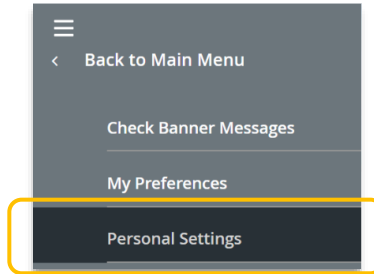 < Back to Main Menu
Check Banner Messages
My Preferences
Personal Settings